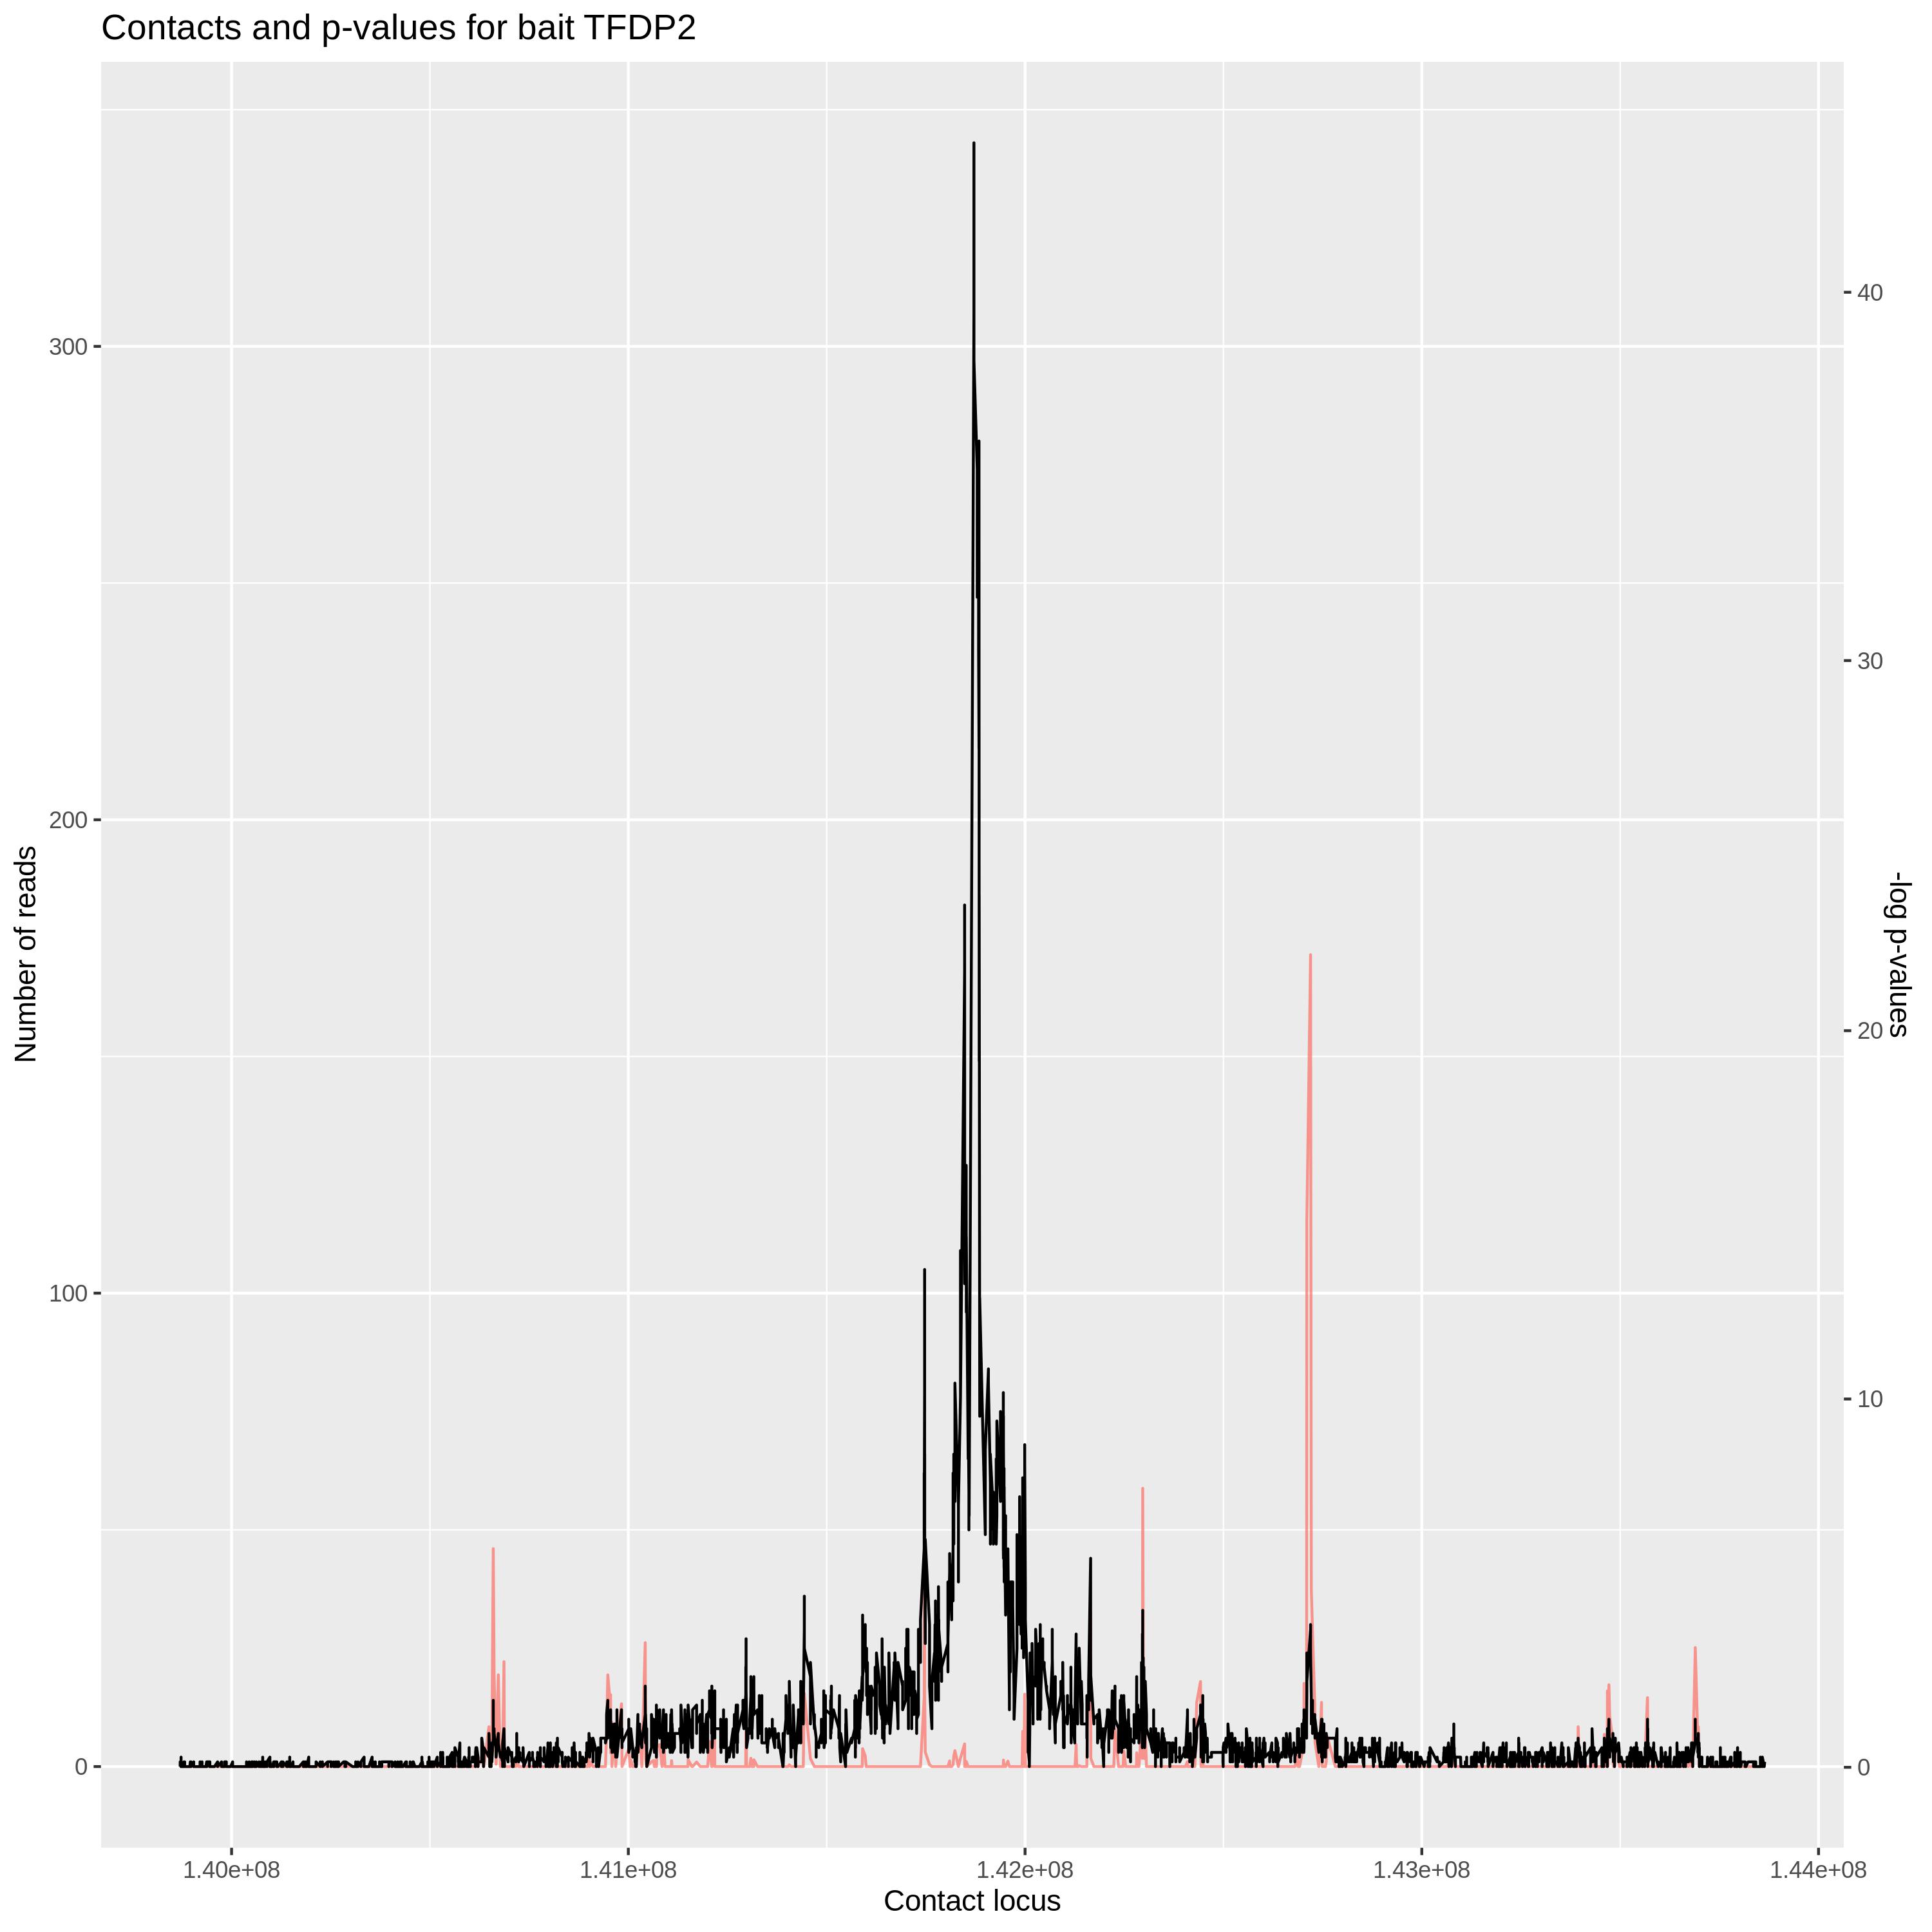 Contacts and p-values for bait TFDP2
Number of reads
300
200
100
0
40
30
20
10
0
-log p-values
1.40e+08
1.41e+08
1.42e+08
1.43e+08
1.44e+08
Contact locus